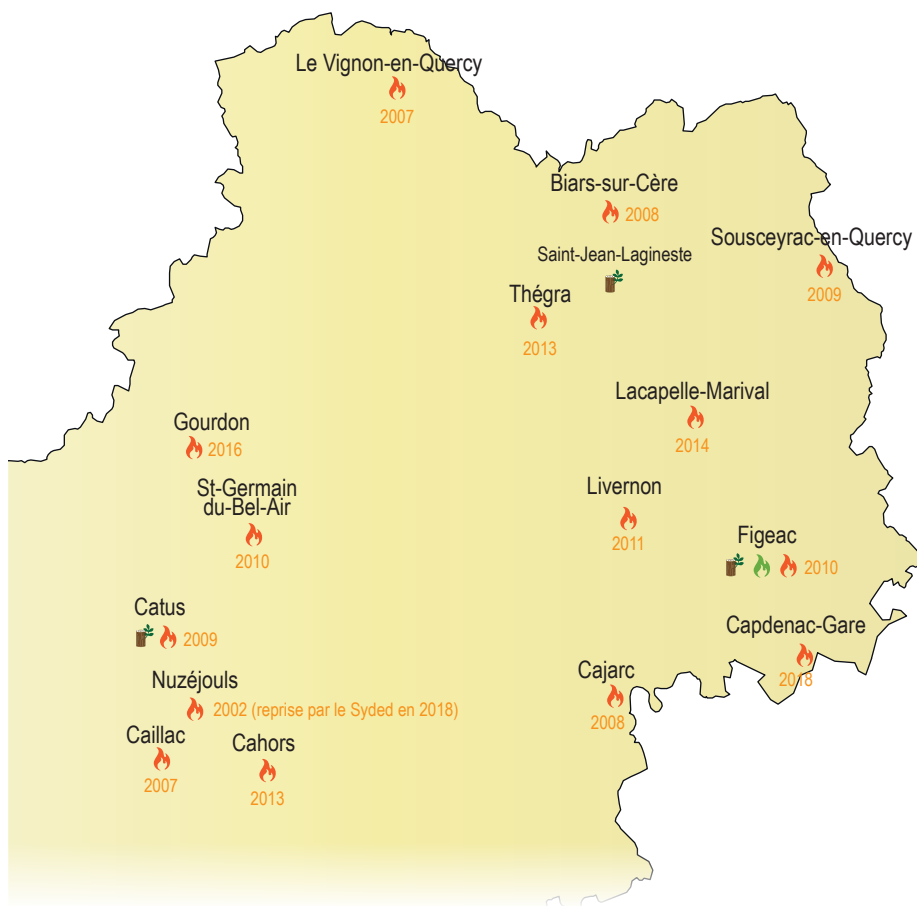 Le Vignon-en-Quercy
2007
Biars-sur-Cère
2008
Sousceyrac-en-Quercy
2009
Saint-Jean-Lagineste
Thégra
2013
Lacapelle-Marival
2014
Gourdon
2016
St-Germain
du-Bel-Air
2010
Livernon
2011
Figeac
2010
Catus
2009
Capdenac-Gare
2018
Cajarc
2008
Nuzéjouls
2002 (reprise par le Syded en 2018)
Caillac
2007
Cahors
2013